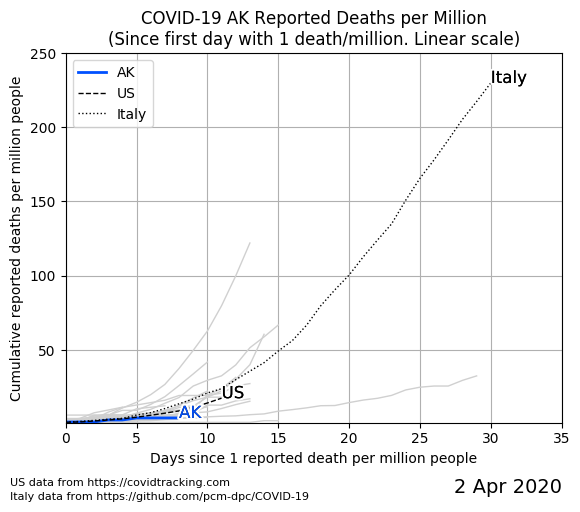 COVID-19 AK Reported Deaths per Million
(Since first day with 1 death/million. Linear scale)
Cumulative reported deaths per million people
250
200
150
100
50
AK
US
Italy
Italy
US
AK
0
5
10
15
20
25
30
35
Days since 1 reported death per million people
US data from https://covidtracking.com
Italy data from https://github.com/pcm-dpc/COVID-19
2 Apr 2020